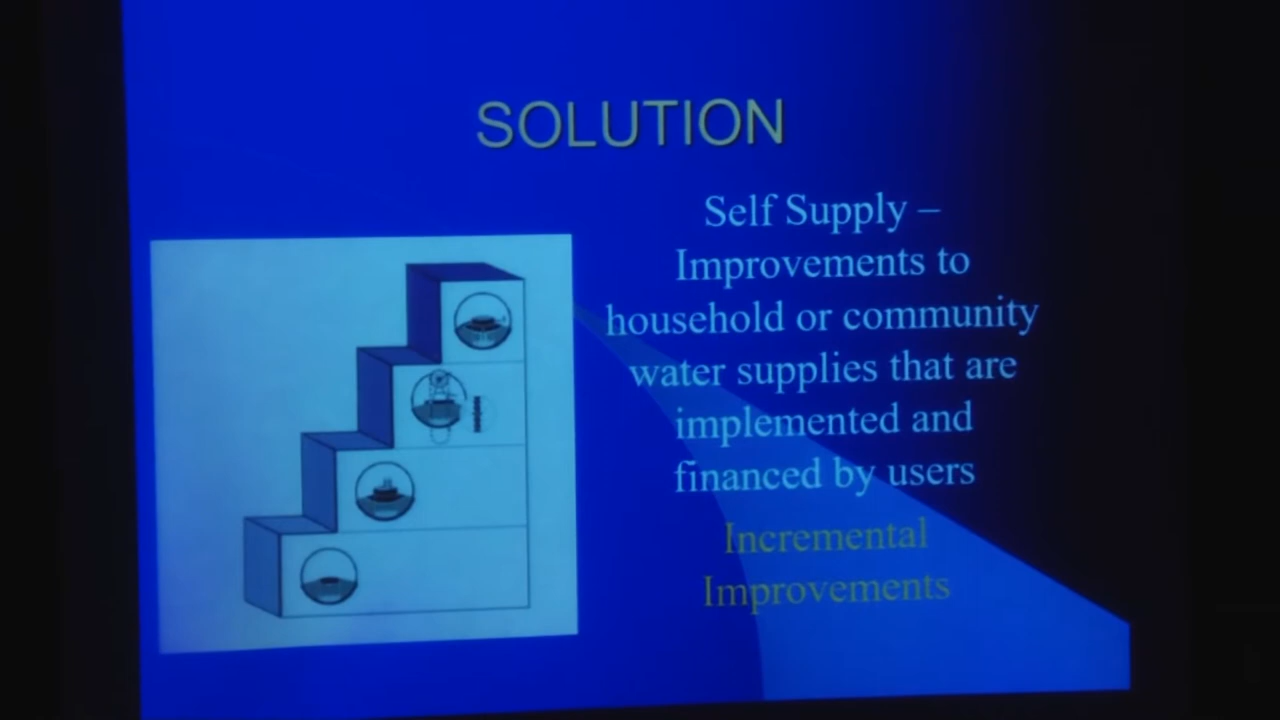 SOLUTION
Self Supply –
Improvements to
household or community
water supplies that are
implemented and
financed by users
Incremental
Improvements